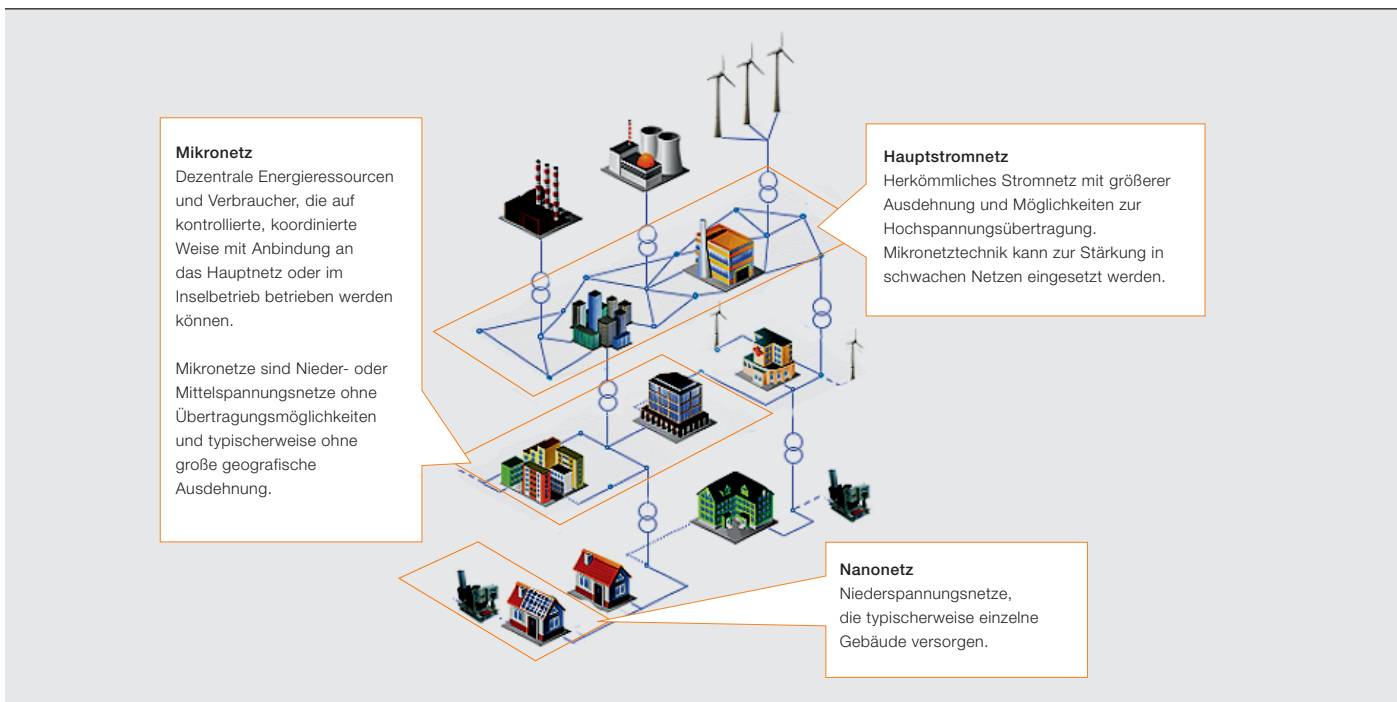 Mikronetz
Dezentrale Energieressourcen
und Verbraucher, die auf
kontrollierte, koordinierte
Weise mit Anbindung an
das Hauptnetz oder im
Inselbetrieb betrieben werden
können.
Mikronetze sind Nieder- oder
Mittelspannungsnetze ohne
Übertragungsmöglichkeiten
und typischerweise ohne
große geografische
Ausdehnung.
Hauptstromnetz
Herkömmliches Stromnetz mit größerer
Ausdehnung und Möglichkeiten zur
Hochspannungsübertragung.
Mikronetztechnik kann zur Stärkung in
schwachen Netzen eingesetzt werden.
Nanonetz
Niederspannungsnetze,
die typischerweise einzelne
Gebäude versorgen.